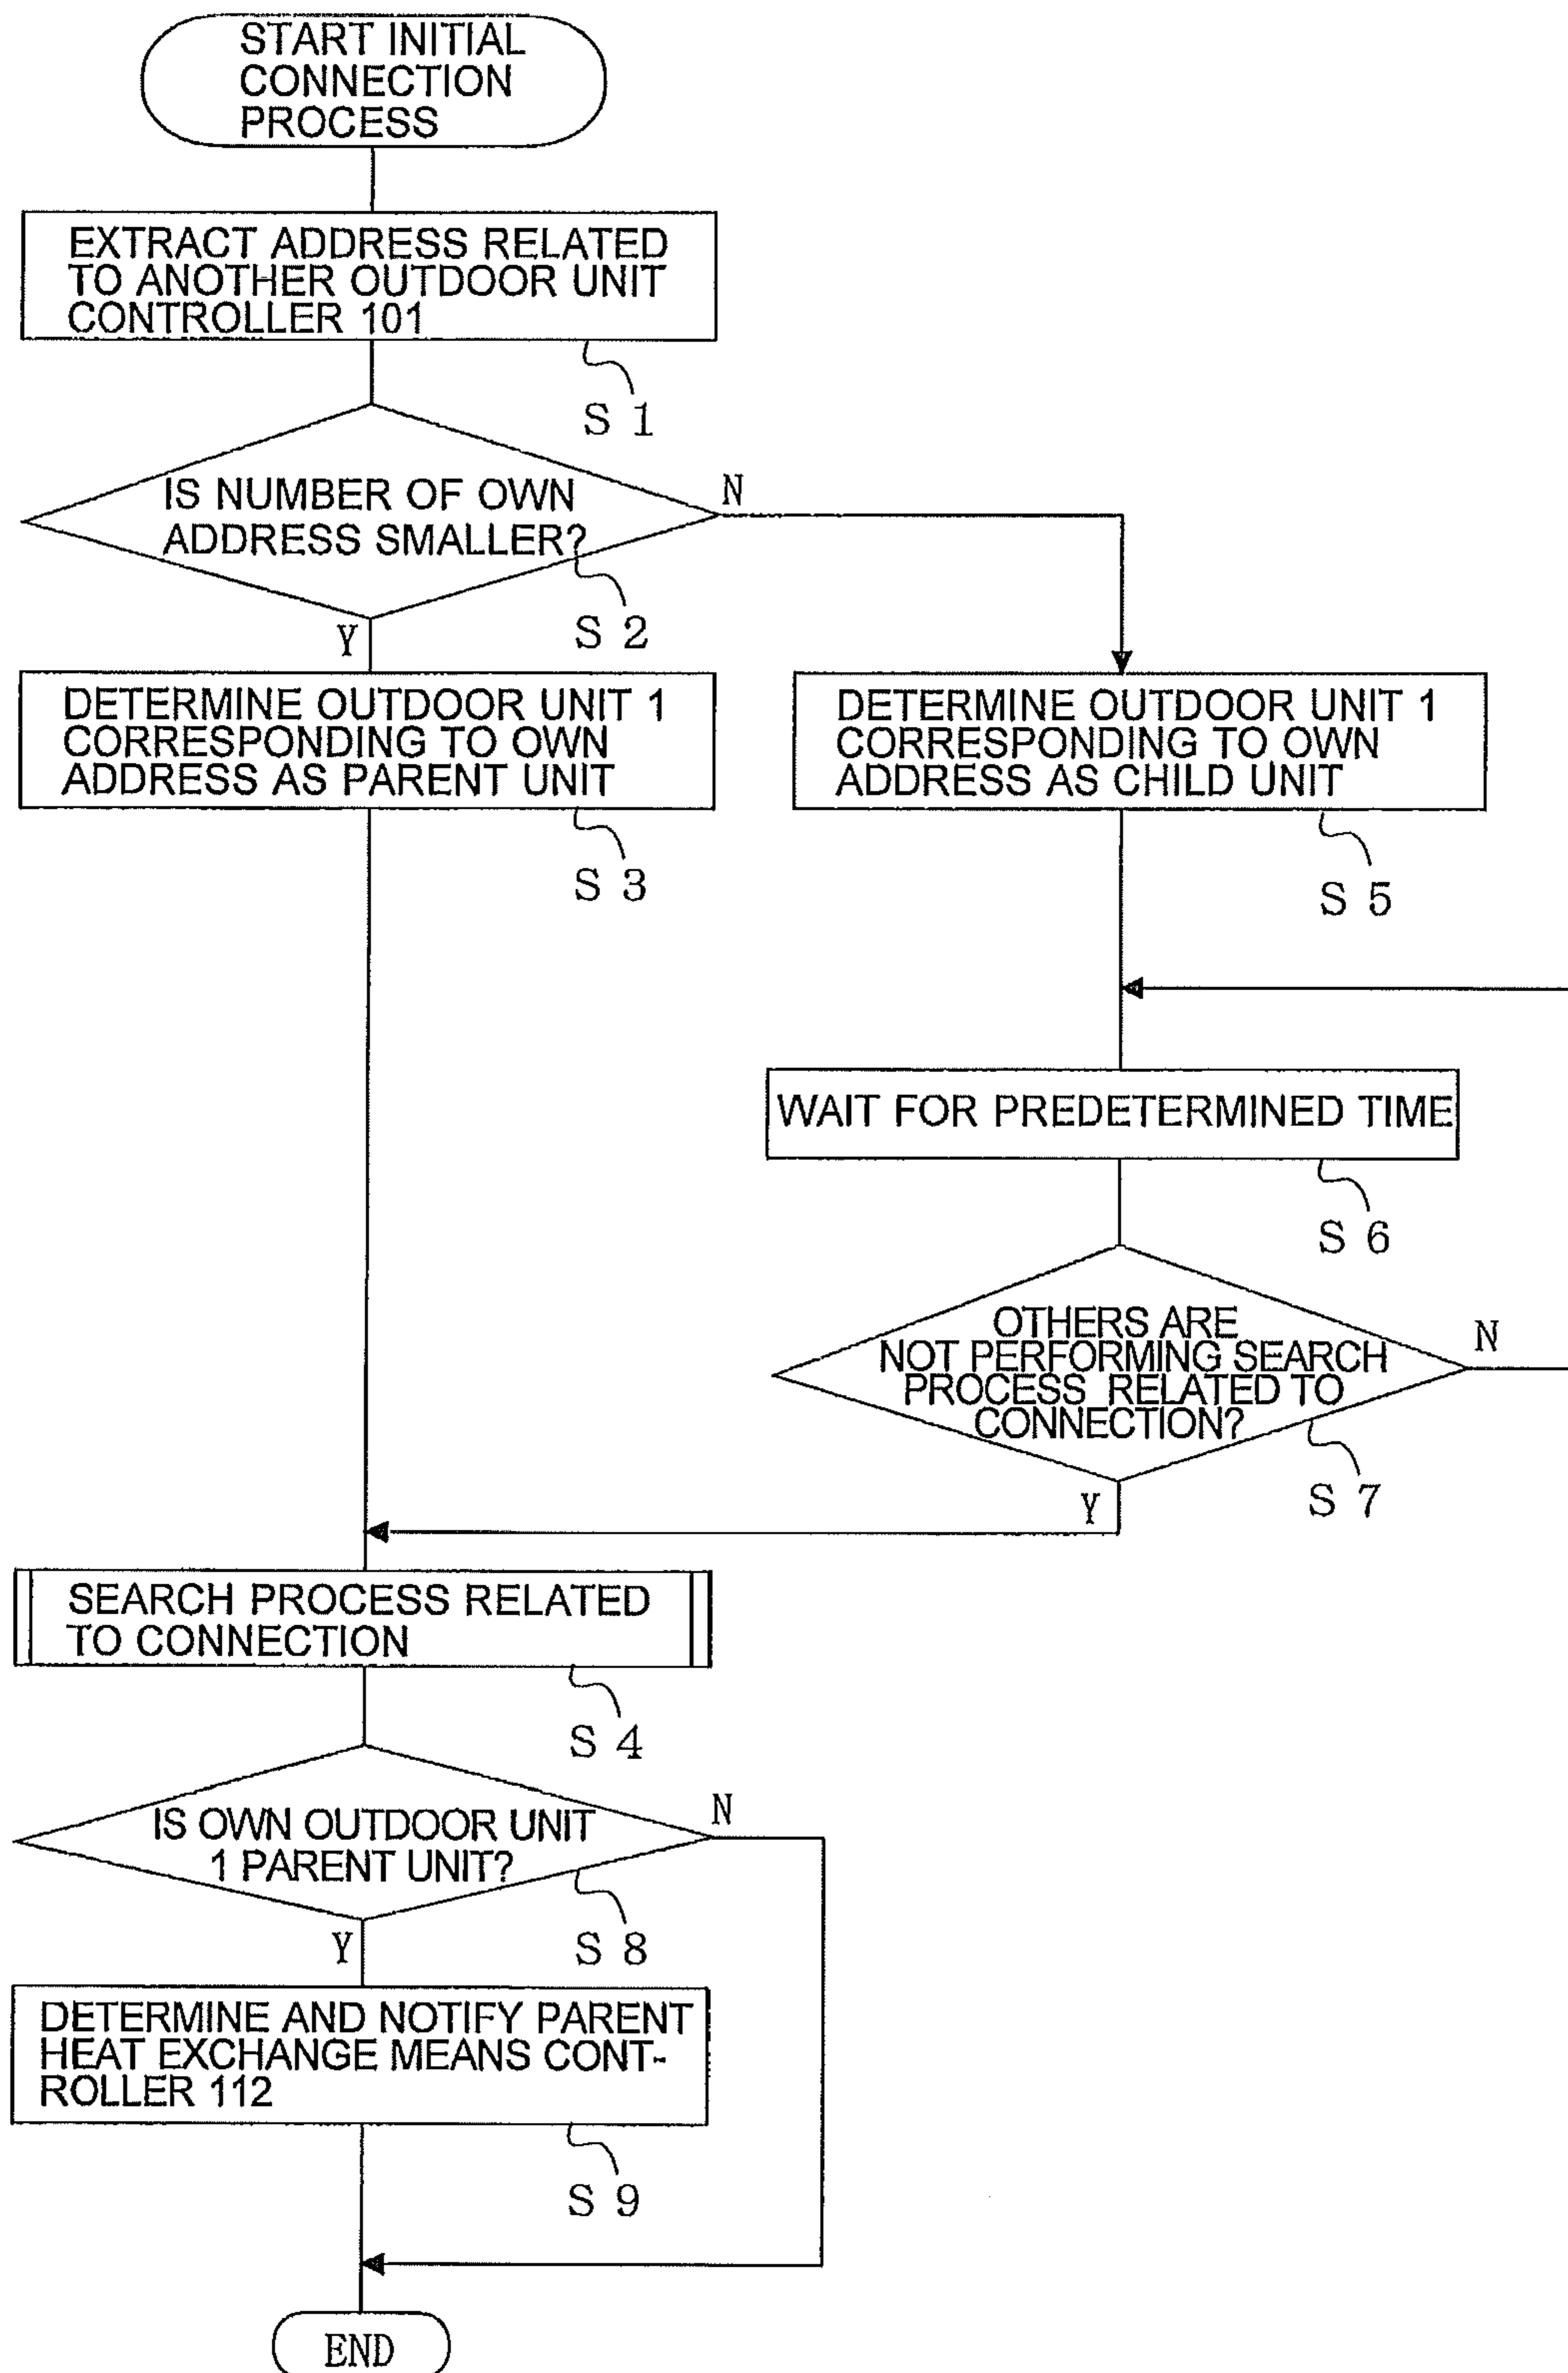 START INITIAL
CONNECTION
PROCESS
EXTRACT ADDRESS RELATED
TO ANOTHER OUTDOOR UNIT
CONTROLLER 101
S 1
IS NUMBER OF OWN
ADDRESS SMALLER?
N
S 2
Y
DETERMINE OUTDOOR UNIT 1
CORRESPONDING TO OWN
ADDRESS AS PARENT UNIT
S 3
DETERMINE OUTDOOR UNIT 1
CORRESPONDING TO OWN
ADDRESS AS CHILD UNIT
S 5
WAIT FOR PREDETERMINED TIME
S 6
OTHERS ARE
NOT PERFORMING SEARCH
PROCESS RELATED TO
CONNECTION?
N
S 7
Y
SEARCH PROCESS RELATED
TO CONNECTION
S 4
IS OWN OUTDOOR UNIT
1 PARENT UNIT?
N
S 8
Y
DETERMINE AND NOTIFY PARENT
HEAT EXCHANGE MEANS CONT-
ROLLER 112
S 9
END